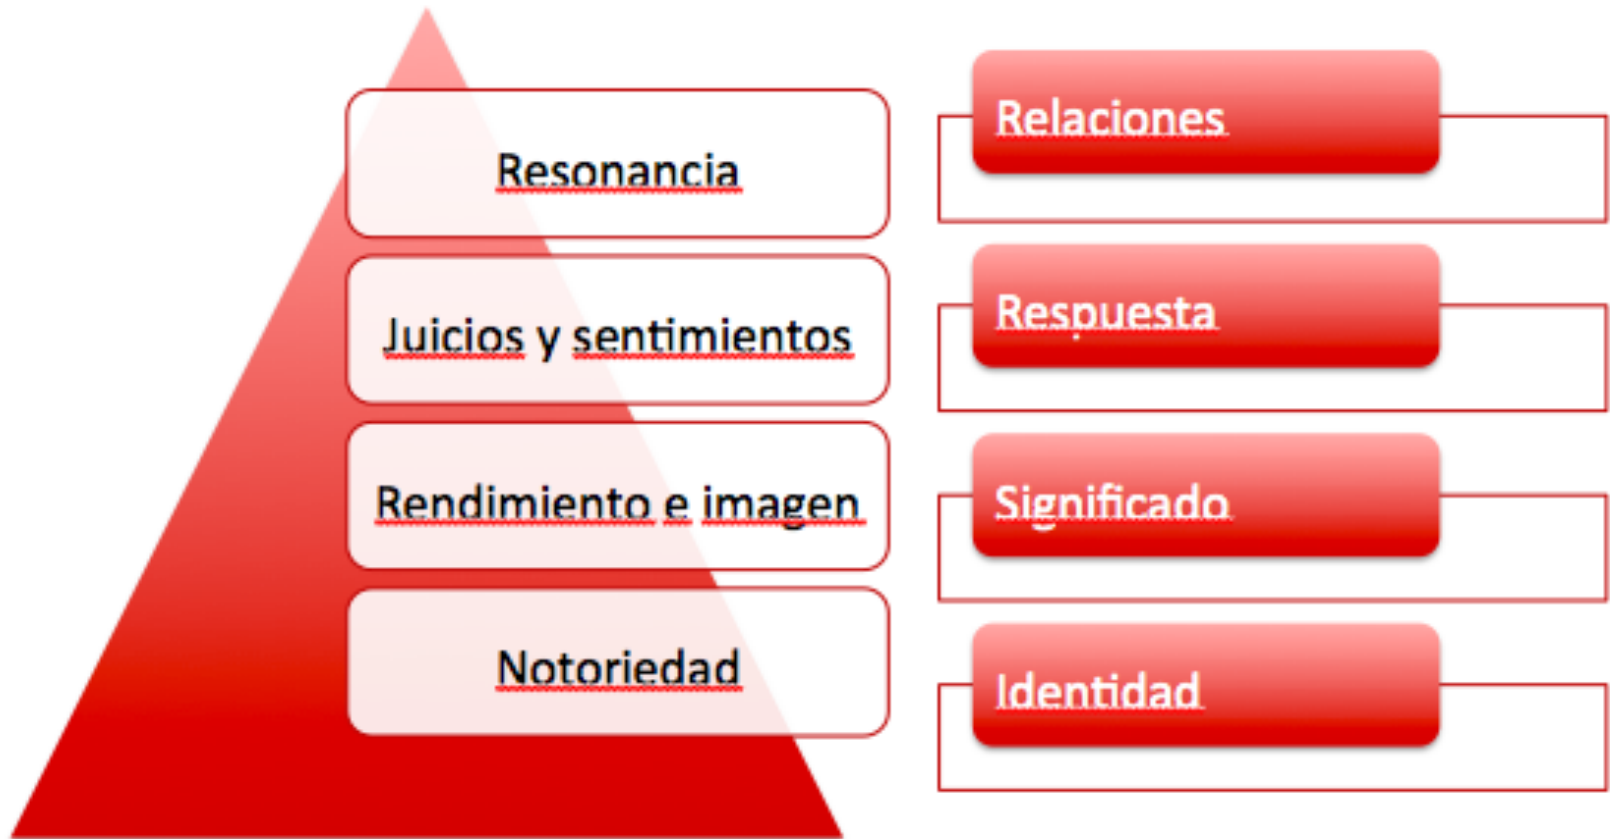 Resonancia
Relaciones
Juicios y sentimientos
Respuesta
Rendimiento e imagen
Significado
Notoriedad
Identidad